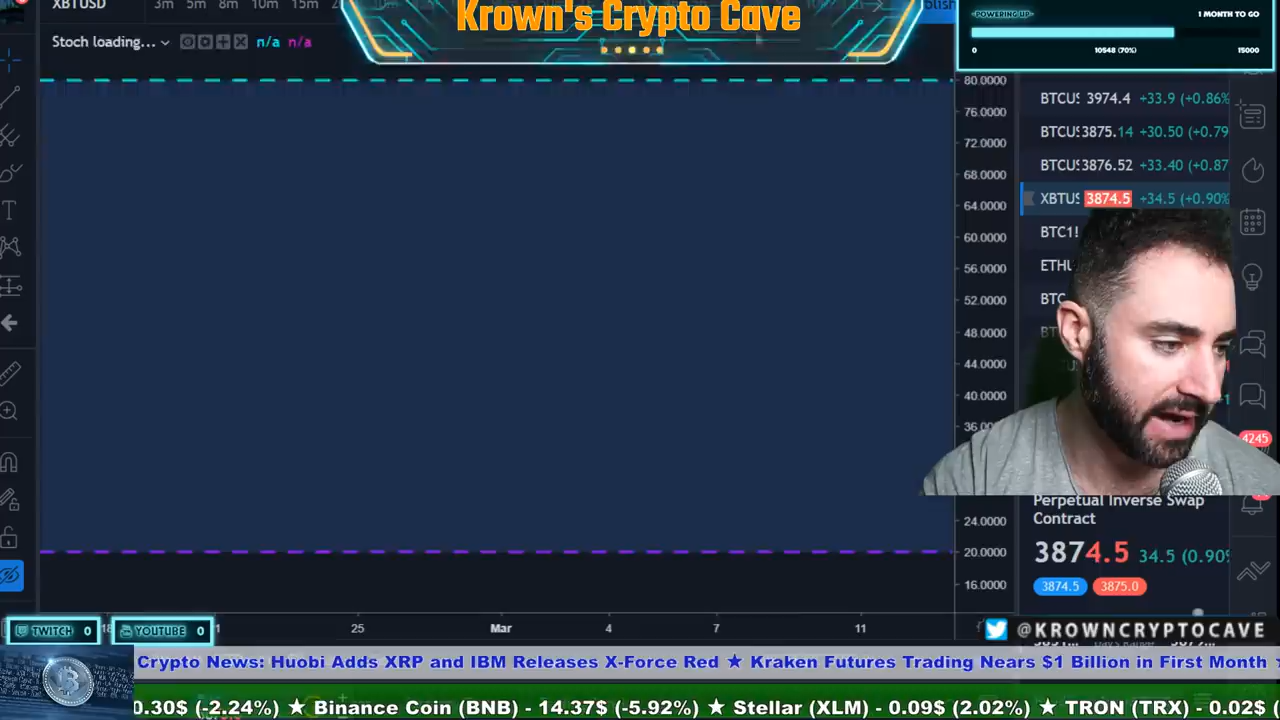 XBTUSD 3m 5m 8m 10m 15m
Krown's Crypto Cave
POWERING UP
1 MONTH TO GO
0 10548 (70%) 15000
Stoch loading... n/a n/a
80.0000
76.0000
72.0000
68.0000
64.0000
60.0000
56.0000
52.0000
48.0000
44.0000
40.0000
24.0000
20.0000
16.0000
BTCUS 3974.4 +33.9 (+0.86%
BTCUS 3875.14 +30.50 (+0.79
BTCUS 3876.52 +33.40 (+0.87
XBTUS 3874.5 +34.5 (+0.90%
BTC1!
ETHU
BTC
4245
Perpetual Inverse Swap
Contract
3874.5 34.5 (0.90%
3874.5 3875.0
25 Mar 4 7 11
TWITCH 0 YOUTUBE 0
@KROWNCRYPTOCAVE
Crypto News: Huobi Adds XRP and IBM Releases X-Force Red ★ Kraken Futures Trading Nears $1 Billion in First Month
0.30$ (-2.24%) ★ Binance Coin (BNB) - 14.37$ (-5.92%) ★ Stellar (XLM) - 0.09$ (2.02%) ★ TRON (TRX) - 0.02$ (